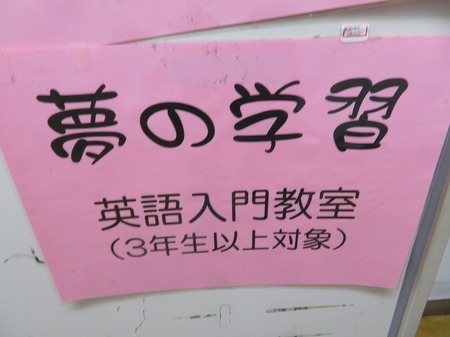 夢の学習
英語入門教室
（3年生以上対象）